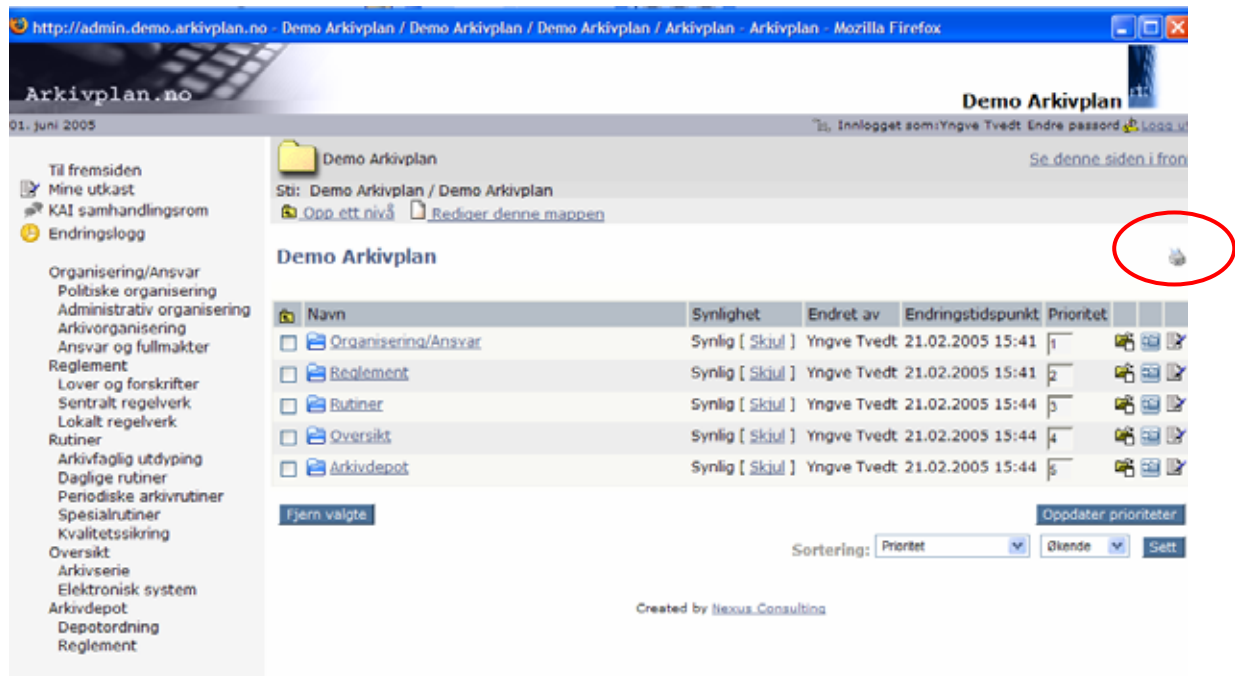 http://admin.demo.arkivplan.no - Demo Arkivplan / Demo Arkivplan / Demo Arkivplan / Arkivplan - Arkivplan - Mozilla Firefox
Arkivplan.no
Demo Arkivplan
01. juni 2005
Innlogget som:Yngve Tvedt Endre passord Logg ut
Til fremsiden
Mine utkast
KAI samhandlingsrom
Endringslogg
Organisering/Ansvar
Politiske organisering
Administrativ organisering
Arkivorganisering
Ansvar og fullmakter
Reglement
Lover og forskrifter
Sentralt regelverk
Lokalt regelverk
Rutiner
Arkivfaglig utdyping
Daglige rutiner
Periodiske arkivrutiner
Spesialrutiner
Kvalitetssikring
Oversikt
Arkivserie
Elektronisk system
Arkivdepot
Depotordning
Reglement
Demo Arkivplan
Se denne siden i fron
Sti: Demo Arkivplan / Demo Arkivplan
Opp ett nivå Rediger denne mappen
Demo Arkivplan
Navn Synlighet Endret av Endringstidspunkt Prioritet
Organisering/Ansvar Synlig [ Skjul ] Yngve Tvedt 21.02.2005 15:41 1
Reglement Synlig [ Skjul ] Yngve Tvedt 21.02.2005 15:41 2
Rutiner Synlig [ Skjul ] Yngve Tvedt 21.02.2005 15:44 3
Oversikt Synlig [ Skjul ] Yngve Tvedt 21.02.2005 15:44 4
Arkivdepot Synlig [ Skjul ] Yngve Tvedt 21.02.2005 15:44 5
Fjern valgte Oppdater prioriteter
Sortering: Prioritet Økende Sett
Created by Nexus Consulting